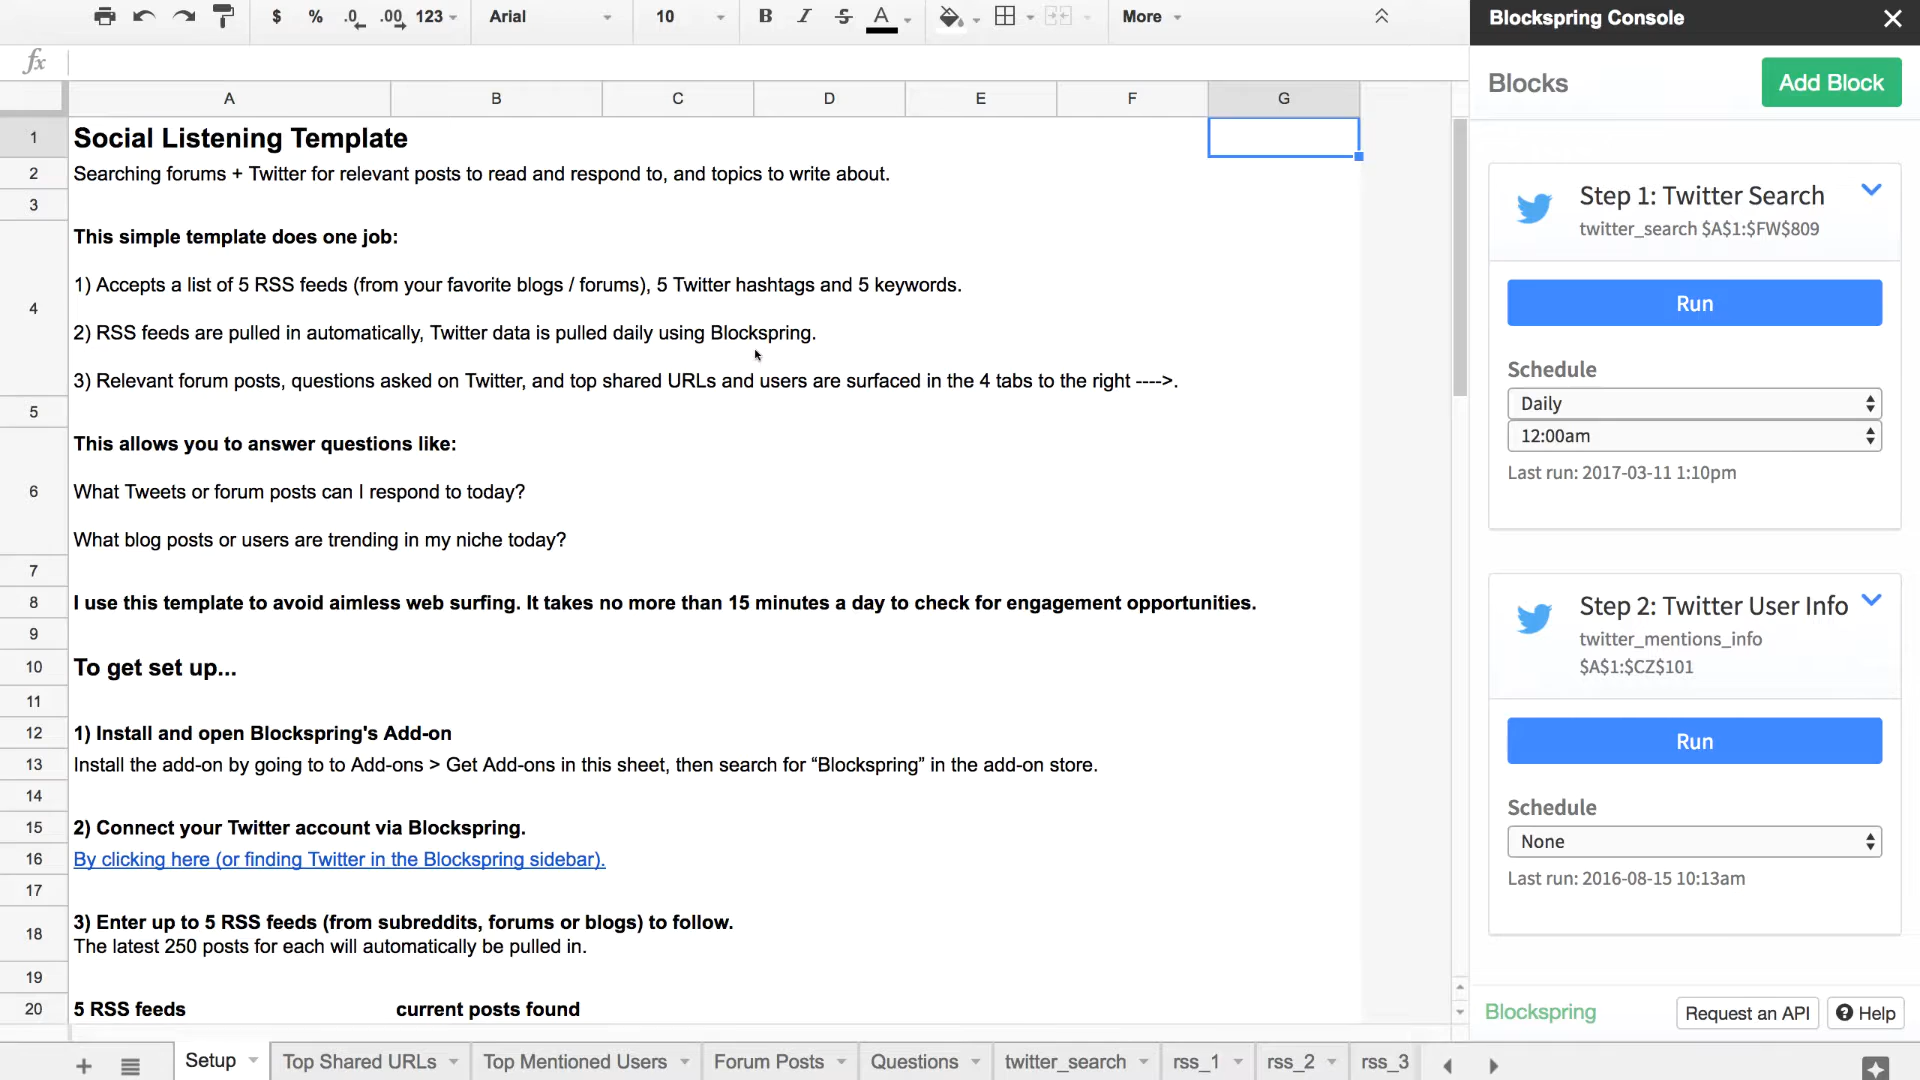 $ % .0 .00 123 Arial 10 B I S A More
Blockspring Console
fx
Blocks Add Block
A B C D E F G
1 Social Listening Template
2 Searching forums + Twitter for relevant posts to read and respond to, and topics to write about.
3
This simple template does one job:
1) Accepts a list of 5 RSS feeds (from your favorite blogs / forums), 5 Twitter hashtags and 5 keywords.
4
2) RSS feeds are pulled in automatically, Twitter data is pulled daily using Blockspring.
3) Relevant forum posts, questions asked on Twitter, and top shared URLs and users are surfaced in the 4 tabs to the right ---->.
5
This allows you to answer questions like:
6 What Tweets or forum posts can I respond to today?
What blog posts or users are trending in my niche today?
7
8 I use this template to avoid aimless web surfing. It takes no more than 15 minutes a day to check for engagement opportunities.
9
10 To get set up...
11
12 1) Install and open Blockspring's Add-on
13 Install the add-on by going to to Add-ons > Get Add-ons in this sheet, then search for “Blockspring” in the add-on store.
14
15 2) Connect your Twitter account via Blockspring.
16 By clicking here (or finding Twitter in the Blockspring sidebar).
17
3) Enter up to 5 RSS feeds (from subreddits, forums or blogs) to follow.
18 The latest 250 posts for each will automatically be pulled in.
19
20 5 RSS feeds current posts found
Step 1: Twitter Search
twitter_search $A$1:$FW$809
Run
Schedule
Daily
12:00am
Last run: 2017-03-11 1:10pm
Step 2: Twitter User Info
twitter_mentions_info
$A$1:$CZ$101
Run
Schedule
None
Last run: 2016-08-15 10:13am
Blockspring Request an API Help
Setup Top Shared URLs Top Mentioned Users Forum Posts Questions twitter_search rss_1 rss_2 rss_3